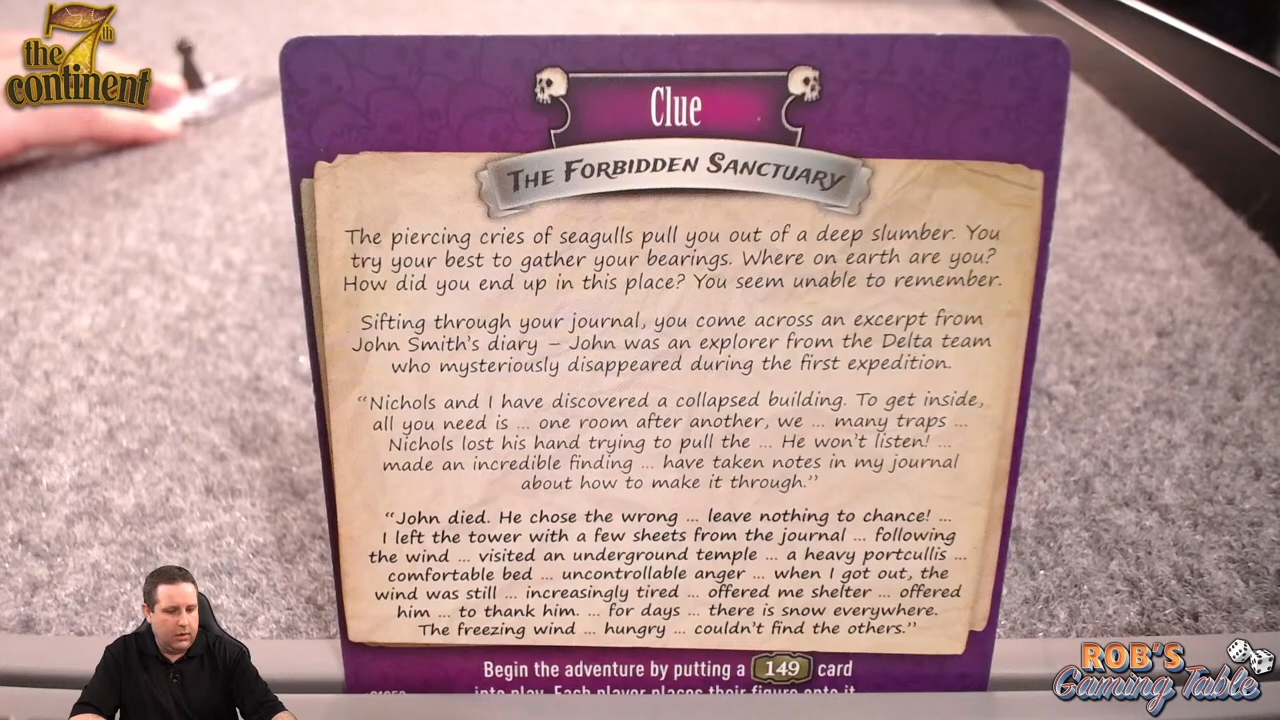 the 7th
continent
Clue
THE FORBIDDEN SANCTUARY
The piercing cries of seagulls pull you out of a deep slumber. You
try your best to gather your bearings. Where on earth are you?
How did you end up in this place? You seem unable to remember.
Sifting through your journal, you come across an excerpt from
John Smith's diary – John was an explorer from the Delta team
who mysteriously disappeared during the first expedition.
"Nichols and I have discovered a collapsed building. To get inside,
all you need is ... one room after another, we ... many traps ...
Nichols lost his hand trying to pull the ... He won't listen! ...
made an incredible finding ... have taken notes in my journal
about how to make it through."
"John died. He chose the wrong ... leave nothing to chance! ...
I left the tower with a few sheets from the journal ... following
the wind ... visited an underground temple ... a heavy portcullis ...
comfortable bed ... uncontrollable anger ... when I got out, the
wind was still ... increasingly tired ... offered me shelter ... offered
him ... to thank him. ... for days ... there is snow everywhere.
The freezing wind ... hungry ... couldn't find the others."
Begin the adventure by putting a 149 card
into play. Each player places their figure onto it
ROB'S
Gaming Table